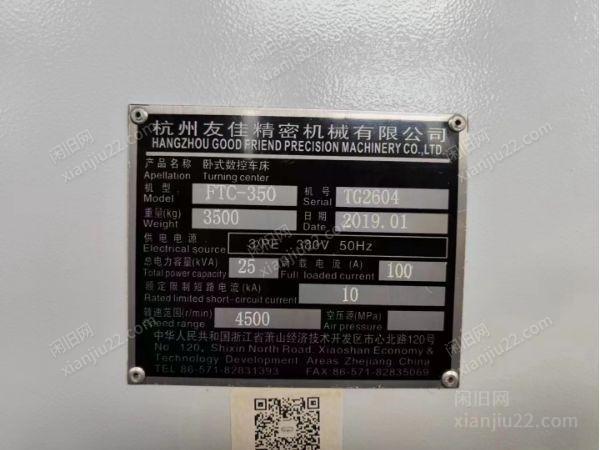 杭州友佳精密机械有限公司
HANGZHOU GOOD FRIEND PRECISION MACHINERY CO.,LTD.
产品名称 卧式数控车床
Apellation Turning center
机型 FTC-350 机号 TG2604
Model Serial
重量(kg) 3500 日期 2019.01
Weight Date
供电电源 3/PE 380V 50Hz
Electrical source
总电力容量(kVA) 25 载电流(A) 100
Total power capacity Full loaded current
额定限制短路电流(kA) 10
Rated limited short-circuit current
转速范围(r/min) 4500 空压源(MPa)
Speed range Air pressure
中华人民共和国浙江省萧山经济技术开发区市心北路120号
No 120, Shixin North Road, Xiaoshan Economy &
Technology Development Areas Zhejiang, China
TEL 86-571-82831393 FAX 86-571-82835069
闲旧网
xianjiu22.com